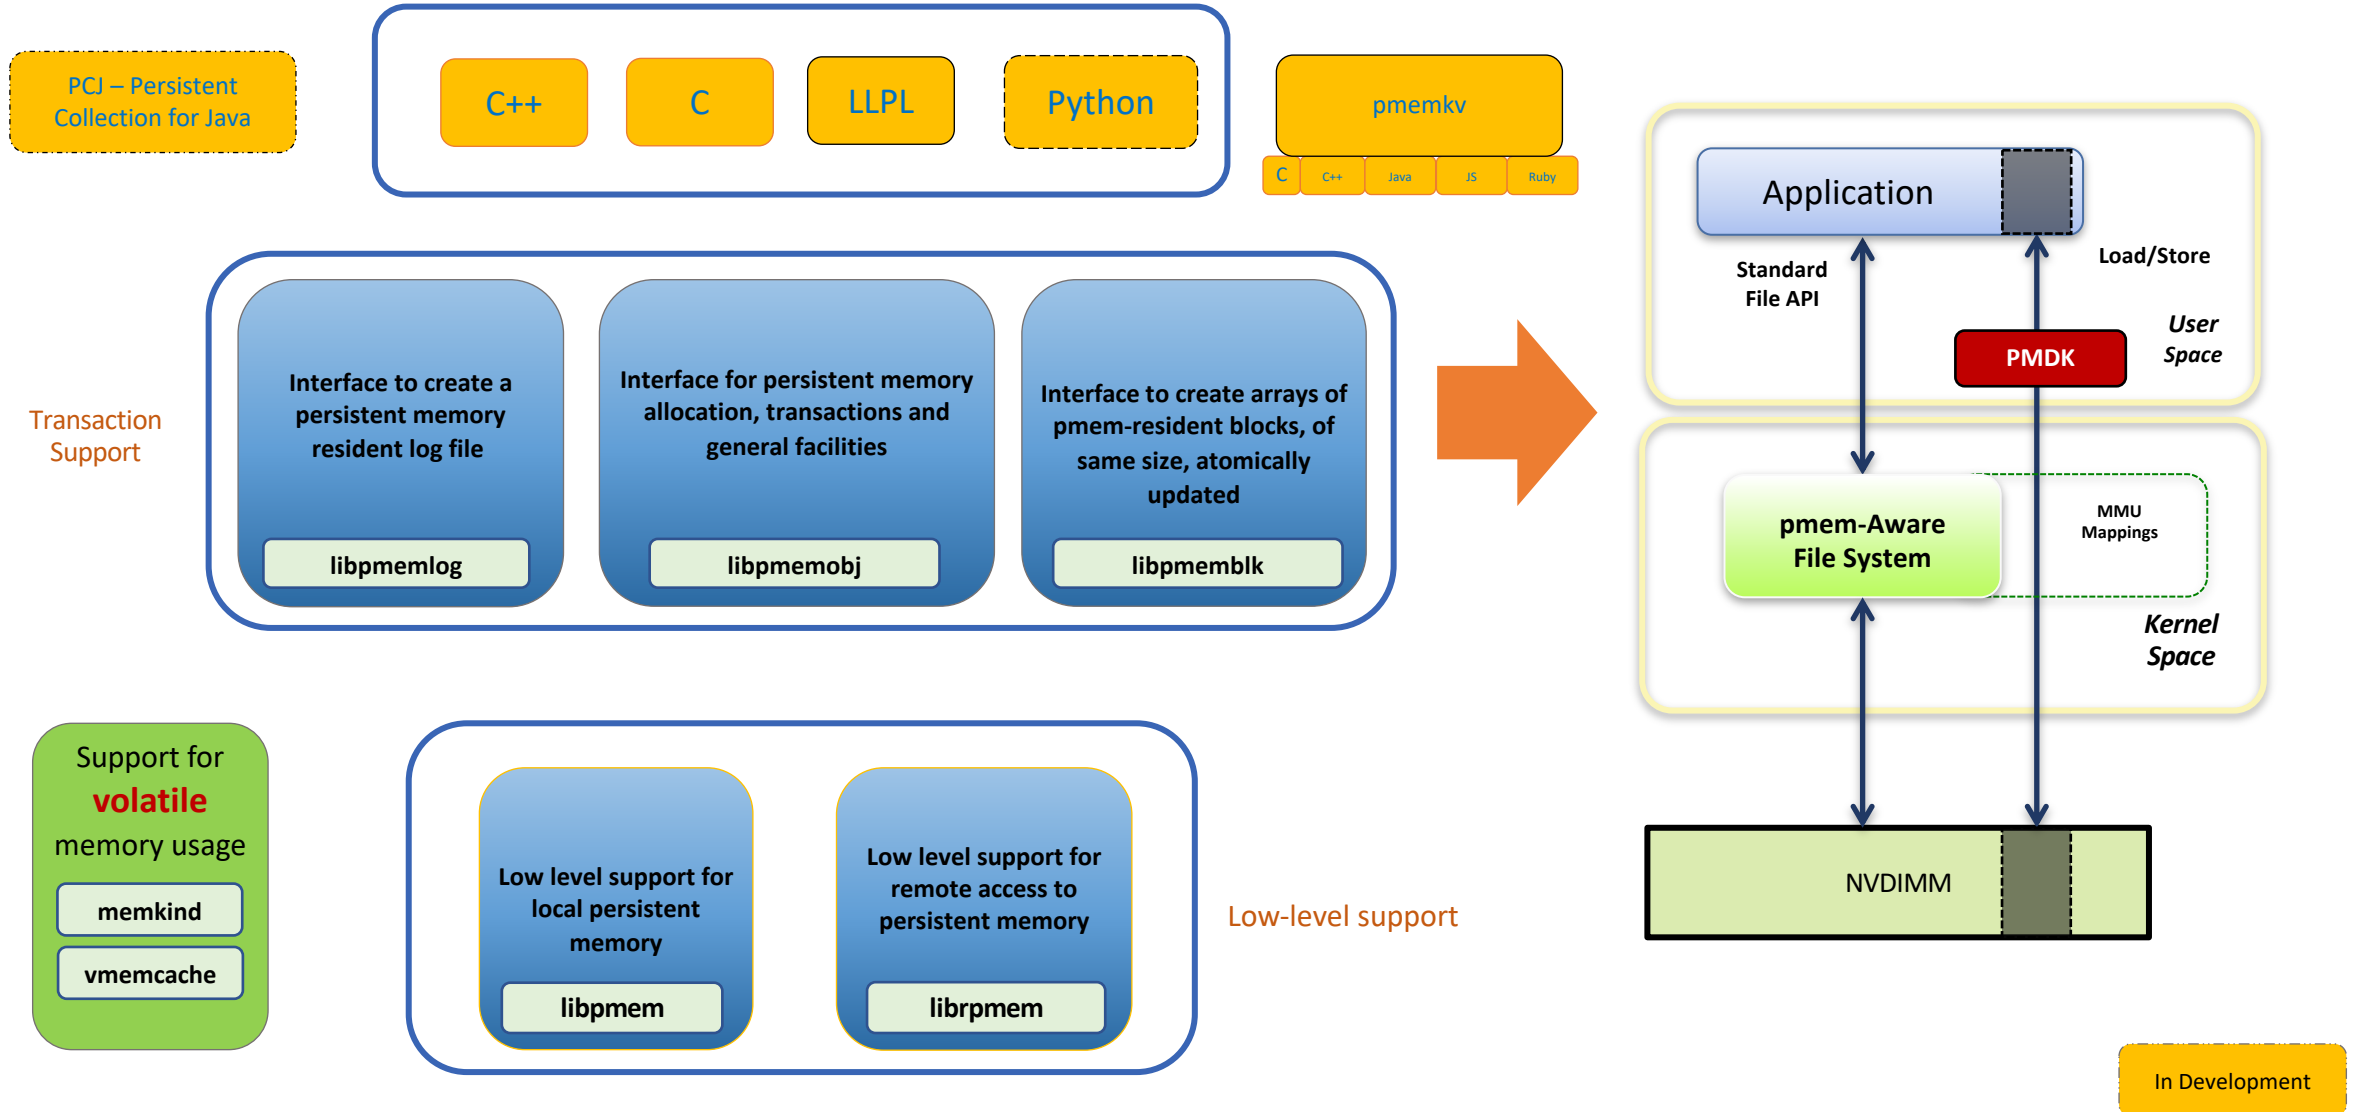 PCJ – Persistent
Collection for Java
C++
C
LLPL
Python
pmemkv
C
C++
Java
JS
Ruby
Transaction
Support
Interface to create a
persistent memory
resident log file
libpmemlog
Interface for persistent memory
allocation, transactions and
general facilities
libpmemobj
Interface to create arrays of
pmem-resident blocks, of
same size, atomically
updated
libpmemblk
Support for
volatile
memory usage
memkind
vmemcache
Low level support for
local persistent
memory
libpmem
Low level support for
remote access to
persistent memory
librpmem
Low-level support
Application
Standard
File API
Load/Store
User
Space
PMDK
pmem-Aware
File System
MMU
Mappings
Kernel
Space
NVDIMM
In Development